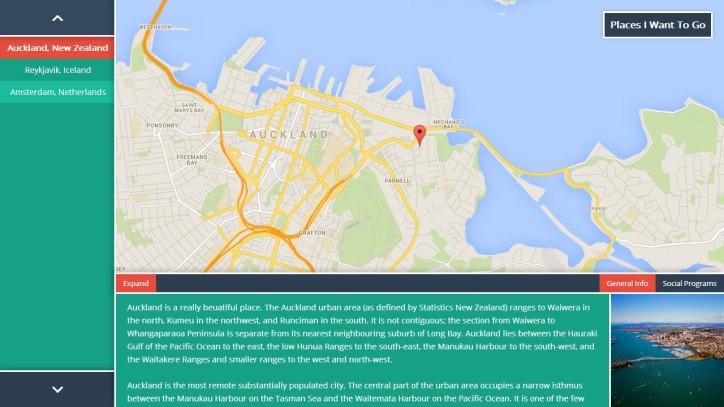 Auckland, New Zealand
Reykjavik, Iceland
Amsterdam, Netherlands
Places I Want To Go
WESTHAVEN
SAINT
MARYS BAY
PONSONBY
FREEMANS
BAY
AUCKLAND
MECHANICS
BAY
PARNELL
ORAKEI
GRAFTON
Expand
General Info
Social Programs
Auckland is a really beuatiful place. The Auckland urban area (as defined by Statistics New Zealand) ranges to Waiwera in
the north, Kumeu in the northwest, and Runciman in the south. It is not contiguous; the section from Waiwera to
Whangaparaoa Peninsula is separate from its nearest neighbouring suburb of Long Bay. Auckland lies between the Hauraki
Gulf of the Pacific Ocean to the east, the low Hunua Ranges to the south-east, the Manukau Harbour to the south-west, and
the Waitakere Ranges and smaller ranges to the west and north-west.
Auckland is the most remote substantially populated city. The central part of the urban area occupies a narrow isthmus
between the Manukau Harbour on the Tasman Sea and the Waitemata Harbour on the Pacific Ocean. It is one of the few